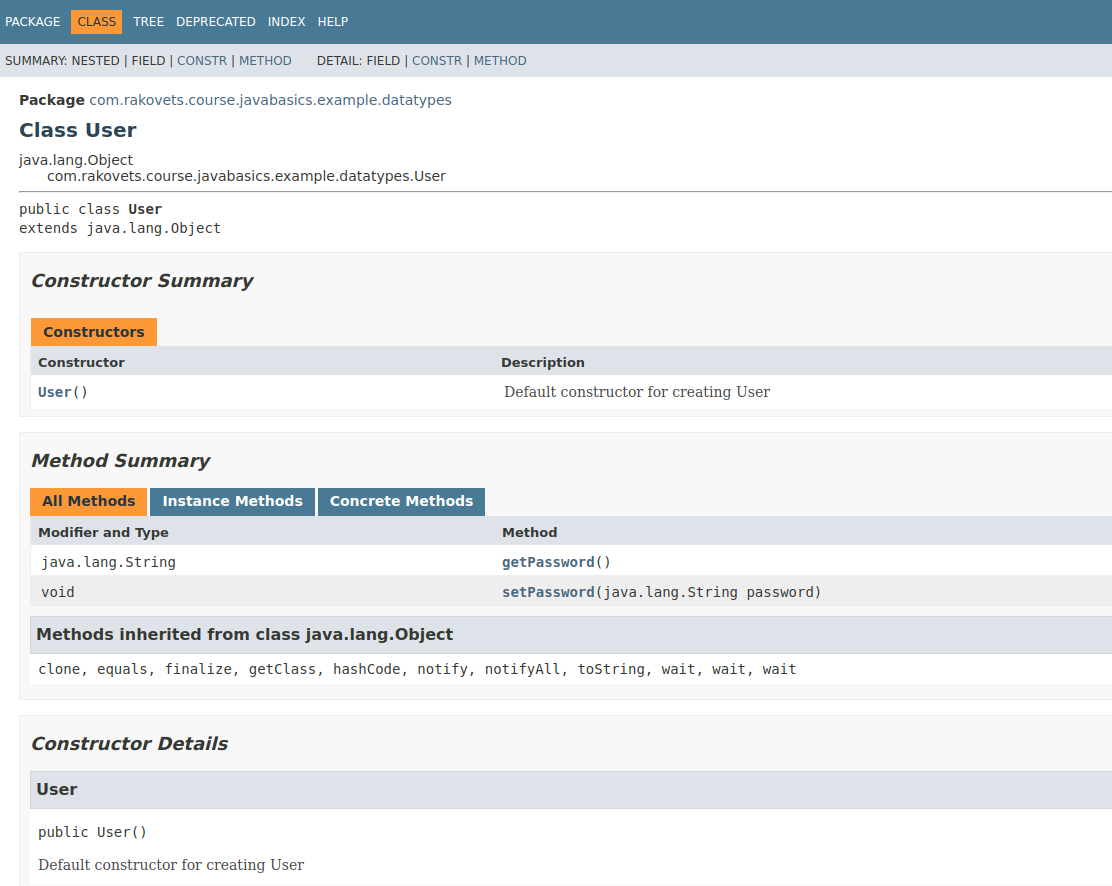 PACKAGE CLASS TREE DEPRECATED INDEX HELP
SUMMARY: NESTED | FIELD | CONSTR | METHOD DETAIL: FIELD | CONSTR | METHOD
Package com.rakovets.course.javabasics.example.datatypes
Class User
java.lang.Object
com.rakovets.course.javabasics.example.datatypes.User
public class User
extends java.lang.Object
Constructor Summary
Constructors
Constructor Description
User() Default constructor for creating User
Method Summary
All Methods Instance Methods Concrete Methods
Modifier and Type Method
java.lang.String getPassword()
void setPassword(java.lang.String password)
Methods inherited from class java.lang.Object
clone, equals, finalize, getClass, hashCode, notify, notifyAll, toString, wait, wait, wait
Constructor Details
User
public User()
Default constructor for creating User